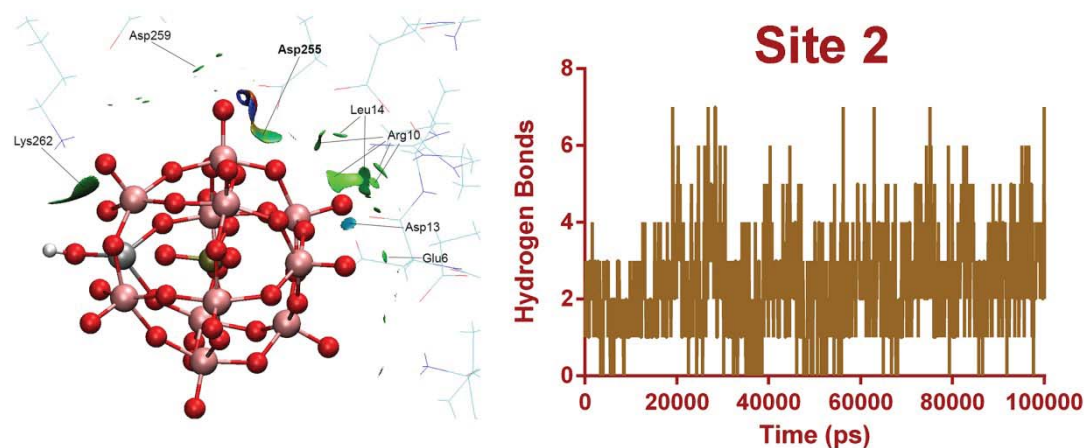 Asp259
Asp255
Leu14
Arg10
Lys262
Asp13
Glu6
Site 2
Hydrogen Bonds
8
6
4
2
0
0 20000 40000 60000 80000 100000
Time (ps)